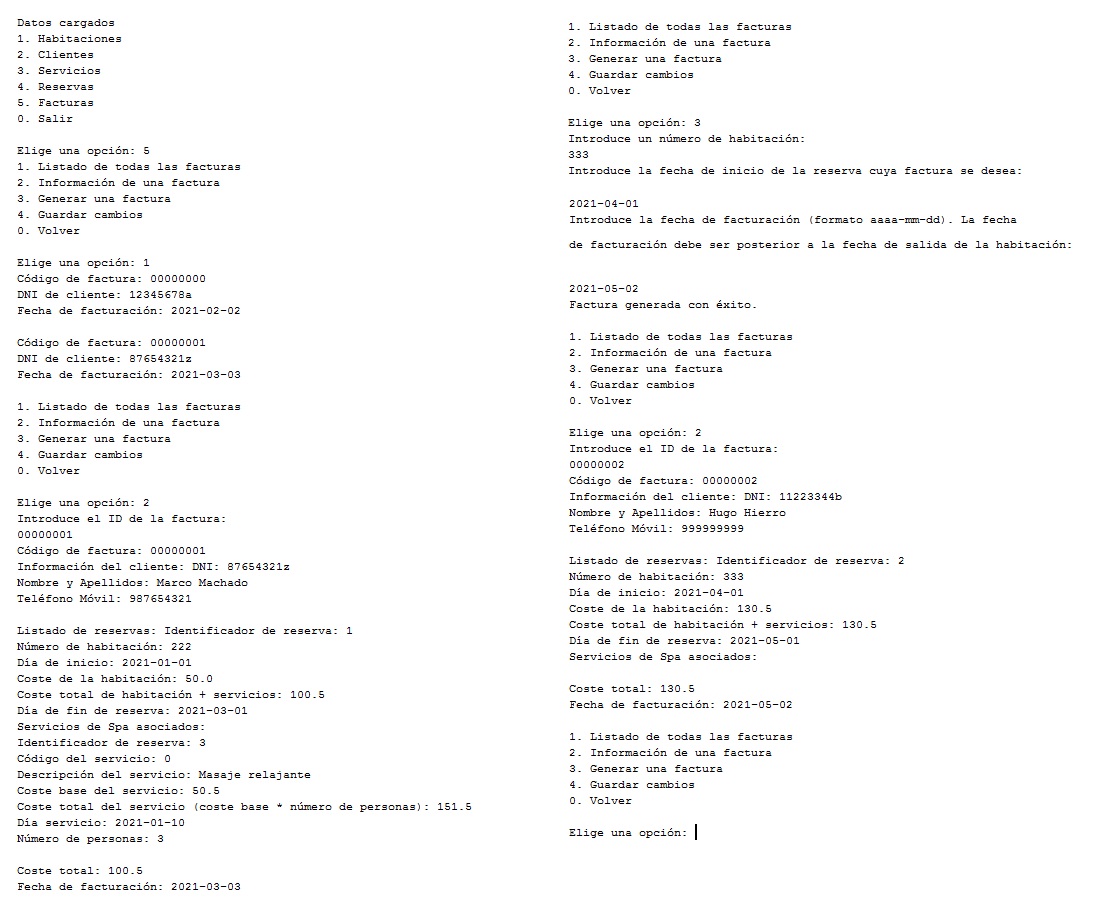 Datos cargados
1. Habitaciones
2. Clientes
3. Servicios
4. Reservas
5. Facturas
0. Salir
Elige una opción: 5
1. Listado de todas las facturas
2. Información de una factura
3. Generar una factura
4. Guardar cambios
0. Volver
Elige una opción: 1
Código de factura: 00000000
DNI de cliente: 12345678a
Fecha de facturación: 2021-02-02
Código de factura: 00000001
DNI de cliente: 87654321z
Fecha de facturación: 2021-03-03
1. Listado de todas las facturas
2. Información de una factura
3. Generar una factura
4. Guardar cambios
0. Volver
Elige una opción: 2
Introduce el ID de la factura:
00000001
Código de factura: 00000001
Información del cliente: DNI: 87654321z
Nombre y Apellidos: Marco Machado
Teléfono Móvil: 987654321
Listado de reservas: Identificador de reserva: 1
Número de habitación: 222
Día de inicio: 2021-01-01
Coste de la habitación: 50.0
Coste total de habitación + servicios: 100.5
Día de fin de reserva: 2021-03-01
Servicios de Spa asociados:
Identificador de reserva: 3
Código del servicio: 0
Descripción del servicio: Masaje relajante
Coste base del servicio: 50.5
Coste total del servicio (coste base * número de personas): 151.5
Día servicio: 2021-01-10
Número de personas: 3
Coste total: 100.5
Fecha de facturación: 2021-03-03
1. Listado de todas las facturas
2. Información de una factura
3. Generar una factura
4. Guardar cambios
0. Volver
Elige una opción: 3
Introduce un número de habitación:
333
Introduce la fecha de inicio de la reserva cuya factura se desea:
2021-04-01
Introduce la fecha de facturación (formato aaaa-mm-dd). La fecha
de facturación debe ser posterior a la fecha de salida de la habitación:
2021-05-02
Factura generada con éxito.
1. Listado de todas las facturas
2. Información de una factura
3. Generar una factura
4. Guardar cambios
0. Volver
Elige una opción: 2
Introduce el ID de la factura:
00000002
Código de factura: 00000002
Información del cliente: DNI: 11223344b
Nombre y Apellidos: Hugo Hierro
Teléfono Móvil: 999999999
Listado de reservas: Identificador de reserva: 2
Número de habitación: 333
Día de inicio: 2021-04-01
Coste de la habitación: 130.5
Coste total de habitación + servicios: 130.5
Día de fin de reserva: 2021-05-01
Servicios de Spa asociados:
Coste total: 130.5
Fecha de facturación: 2021-05-02
1. Listado de todas las facturas
2. Información de una factura
3. Generar una factura
4. Guardar cambios
0. Volver
Elige una opción: